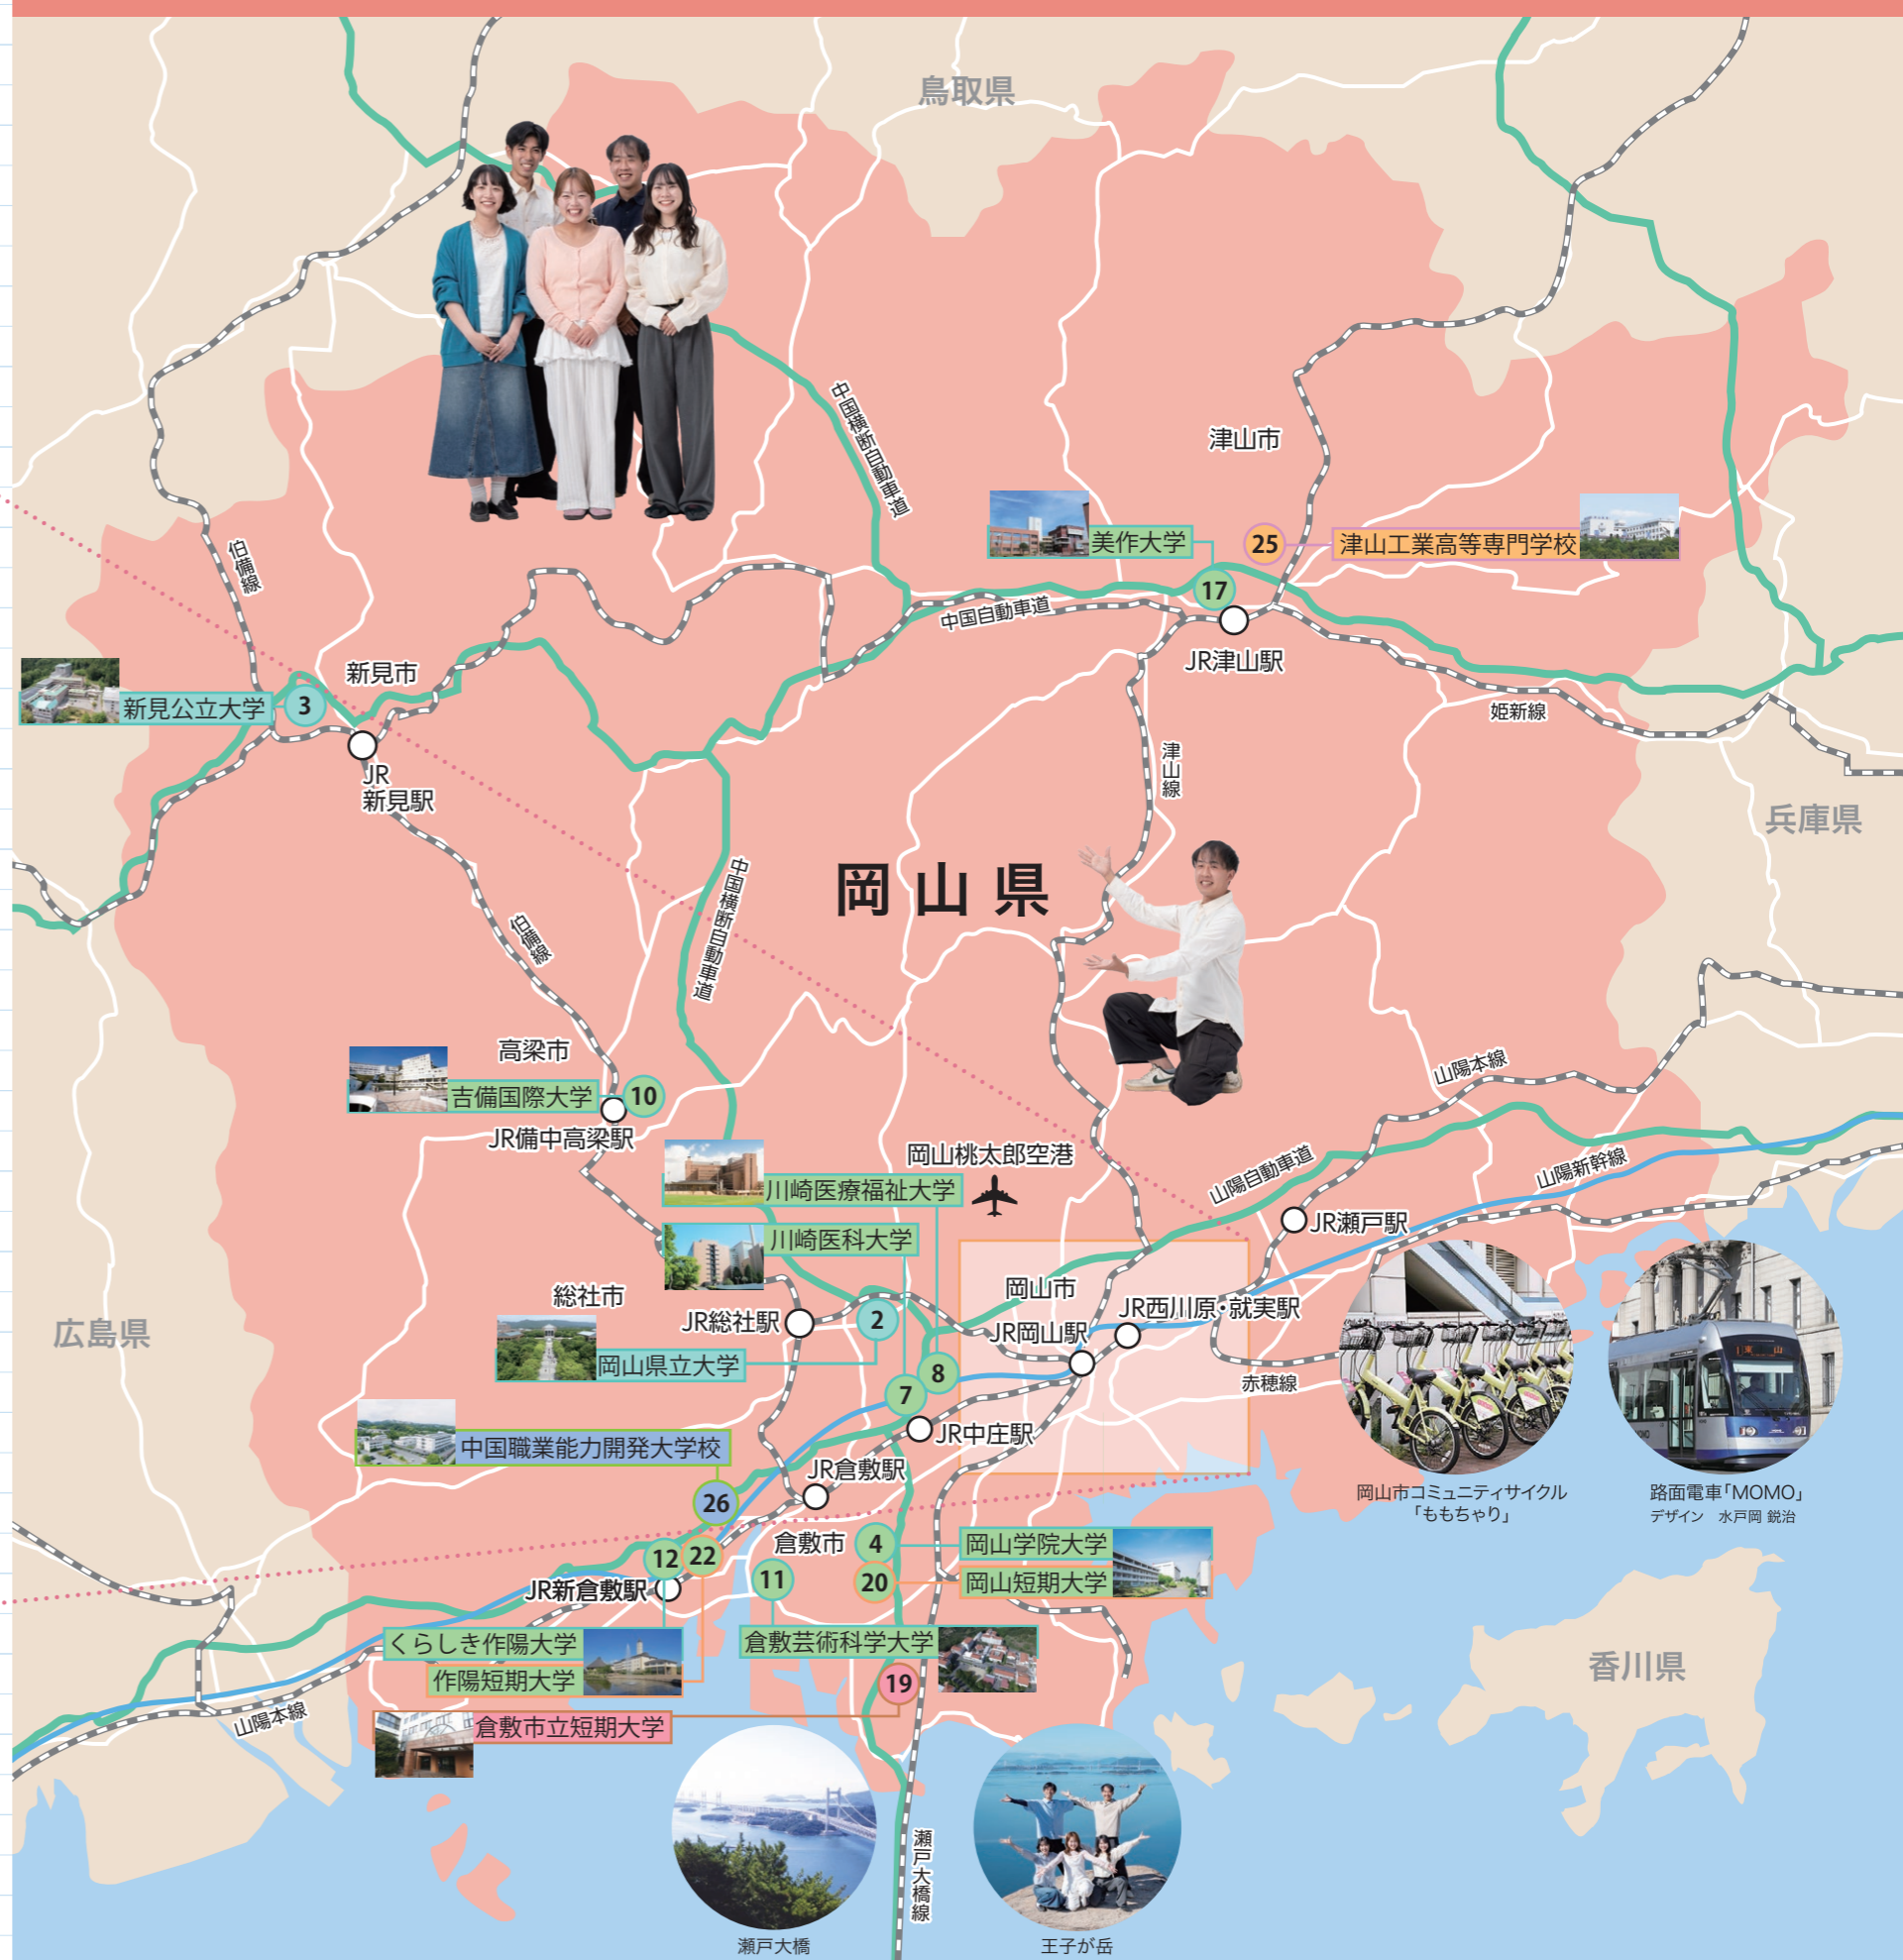 鳥取県
中国横断自動車道
津山市
美作大学
25
津山工業高等専門学校
17
伯備線
中国自動車道
JR津山駅
新見市
新見公立大学
3
姫新線
JR
新見駅
津山線
兵庫県
岡山県
中国横断自動車道
伯備線
高梁市
吉備国際大学
10
JR備中高梁駅
山陽本線
岡山桃太郎空港
川崎医療福祉大学
山陽自動車道
山陽新幹線
JR瀬戸駅
川崎医科大学
岡山市
総社市
JR西川原・就実駅
JR総社駅
2
JR岡山駅
広島県
岡山県立大学
8
7
赤穂線
JR中庄駅
中国職業能力開発大学校
JR倉敷駅
26
岡山市コミュニティサイクル
「ももちゃり」
路面電車「MOMO」
デザイン 水戸岡 鋭治
倉敷市
4
岡山学院大学
12
22
11
20
岡山短期大学
JR新倉敷駅
くらしき作陽大学
倉敷芸術科学大学
作陽短期大学
19
香川県
山陽本線
倉敷市立短期大学
瀬戸大橋線
瀬戸大橋
王子が岳